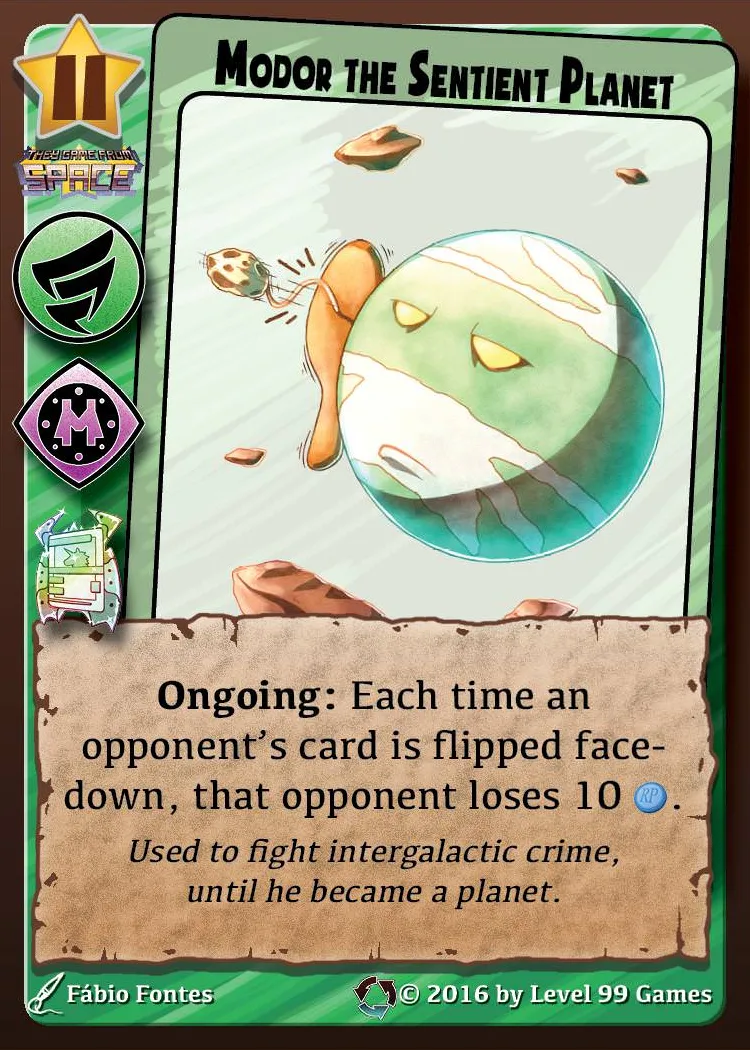 Modor the Sentient Planet
II
They Came From
SPACE
M
Ongoing: Each time an
opponent's card is flipped face-
down, that opponent loses 10 RP.
Used to fight intergalactic crime,
until he became a planet.
Fábio Fontes
© 2016 by Level 99 Games